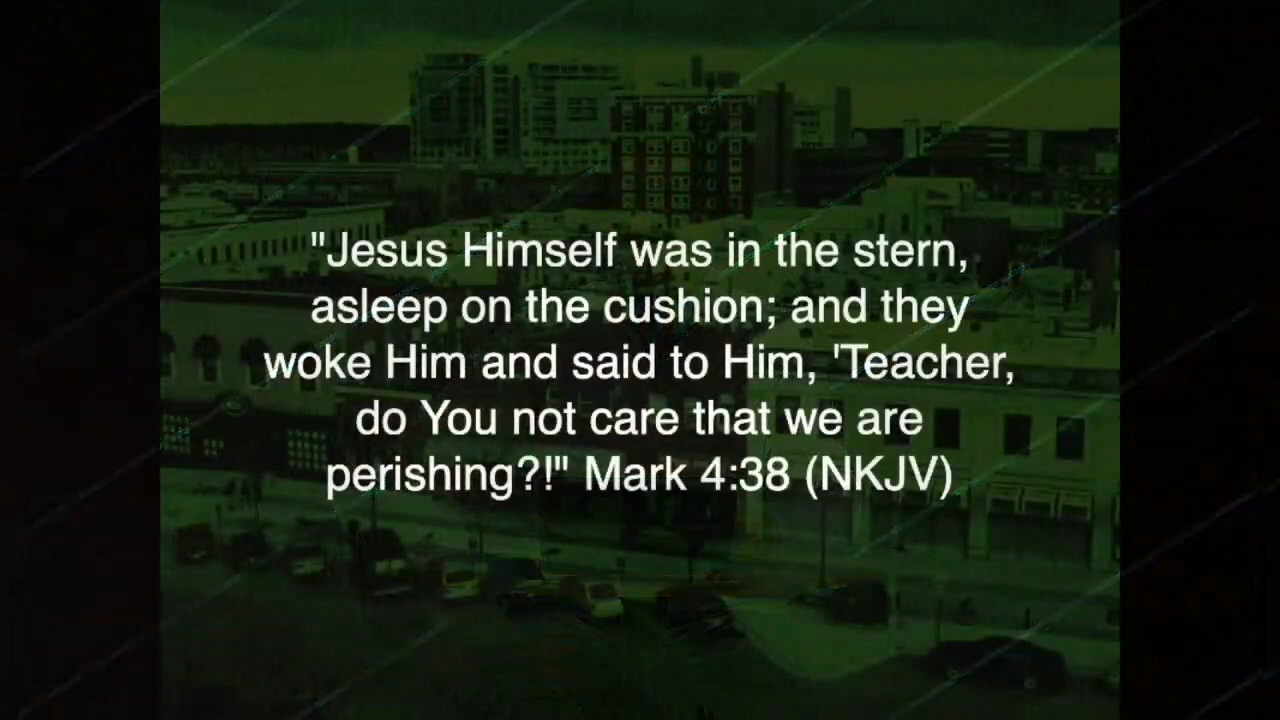 "Jesus Himself was in the stern,
asleep on the cushion; and they
woke Him and said to Him, 'Teacher,
do You not care that we are
perishing?!" Mark 4:38 (NKJV)